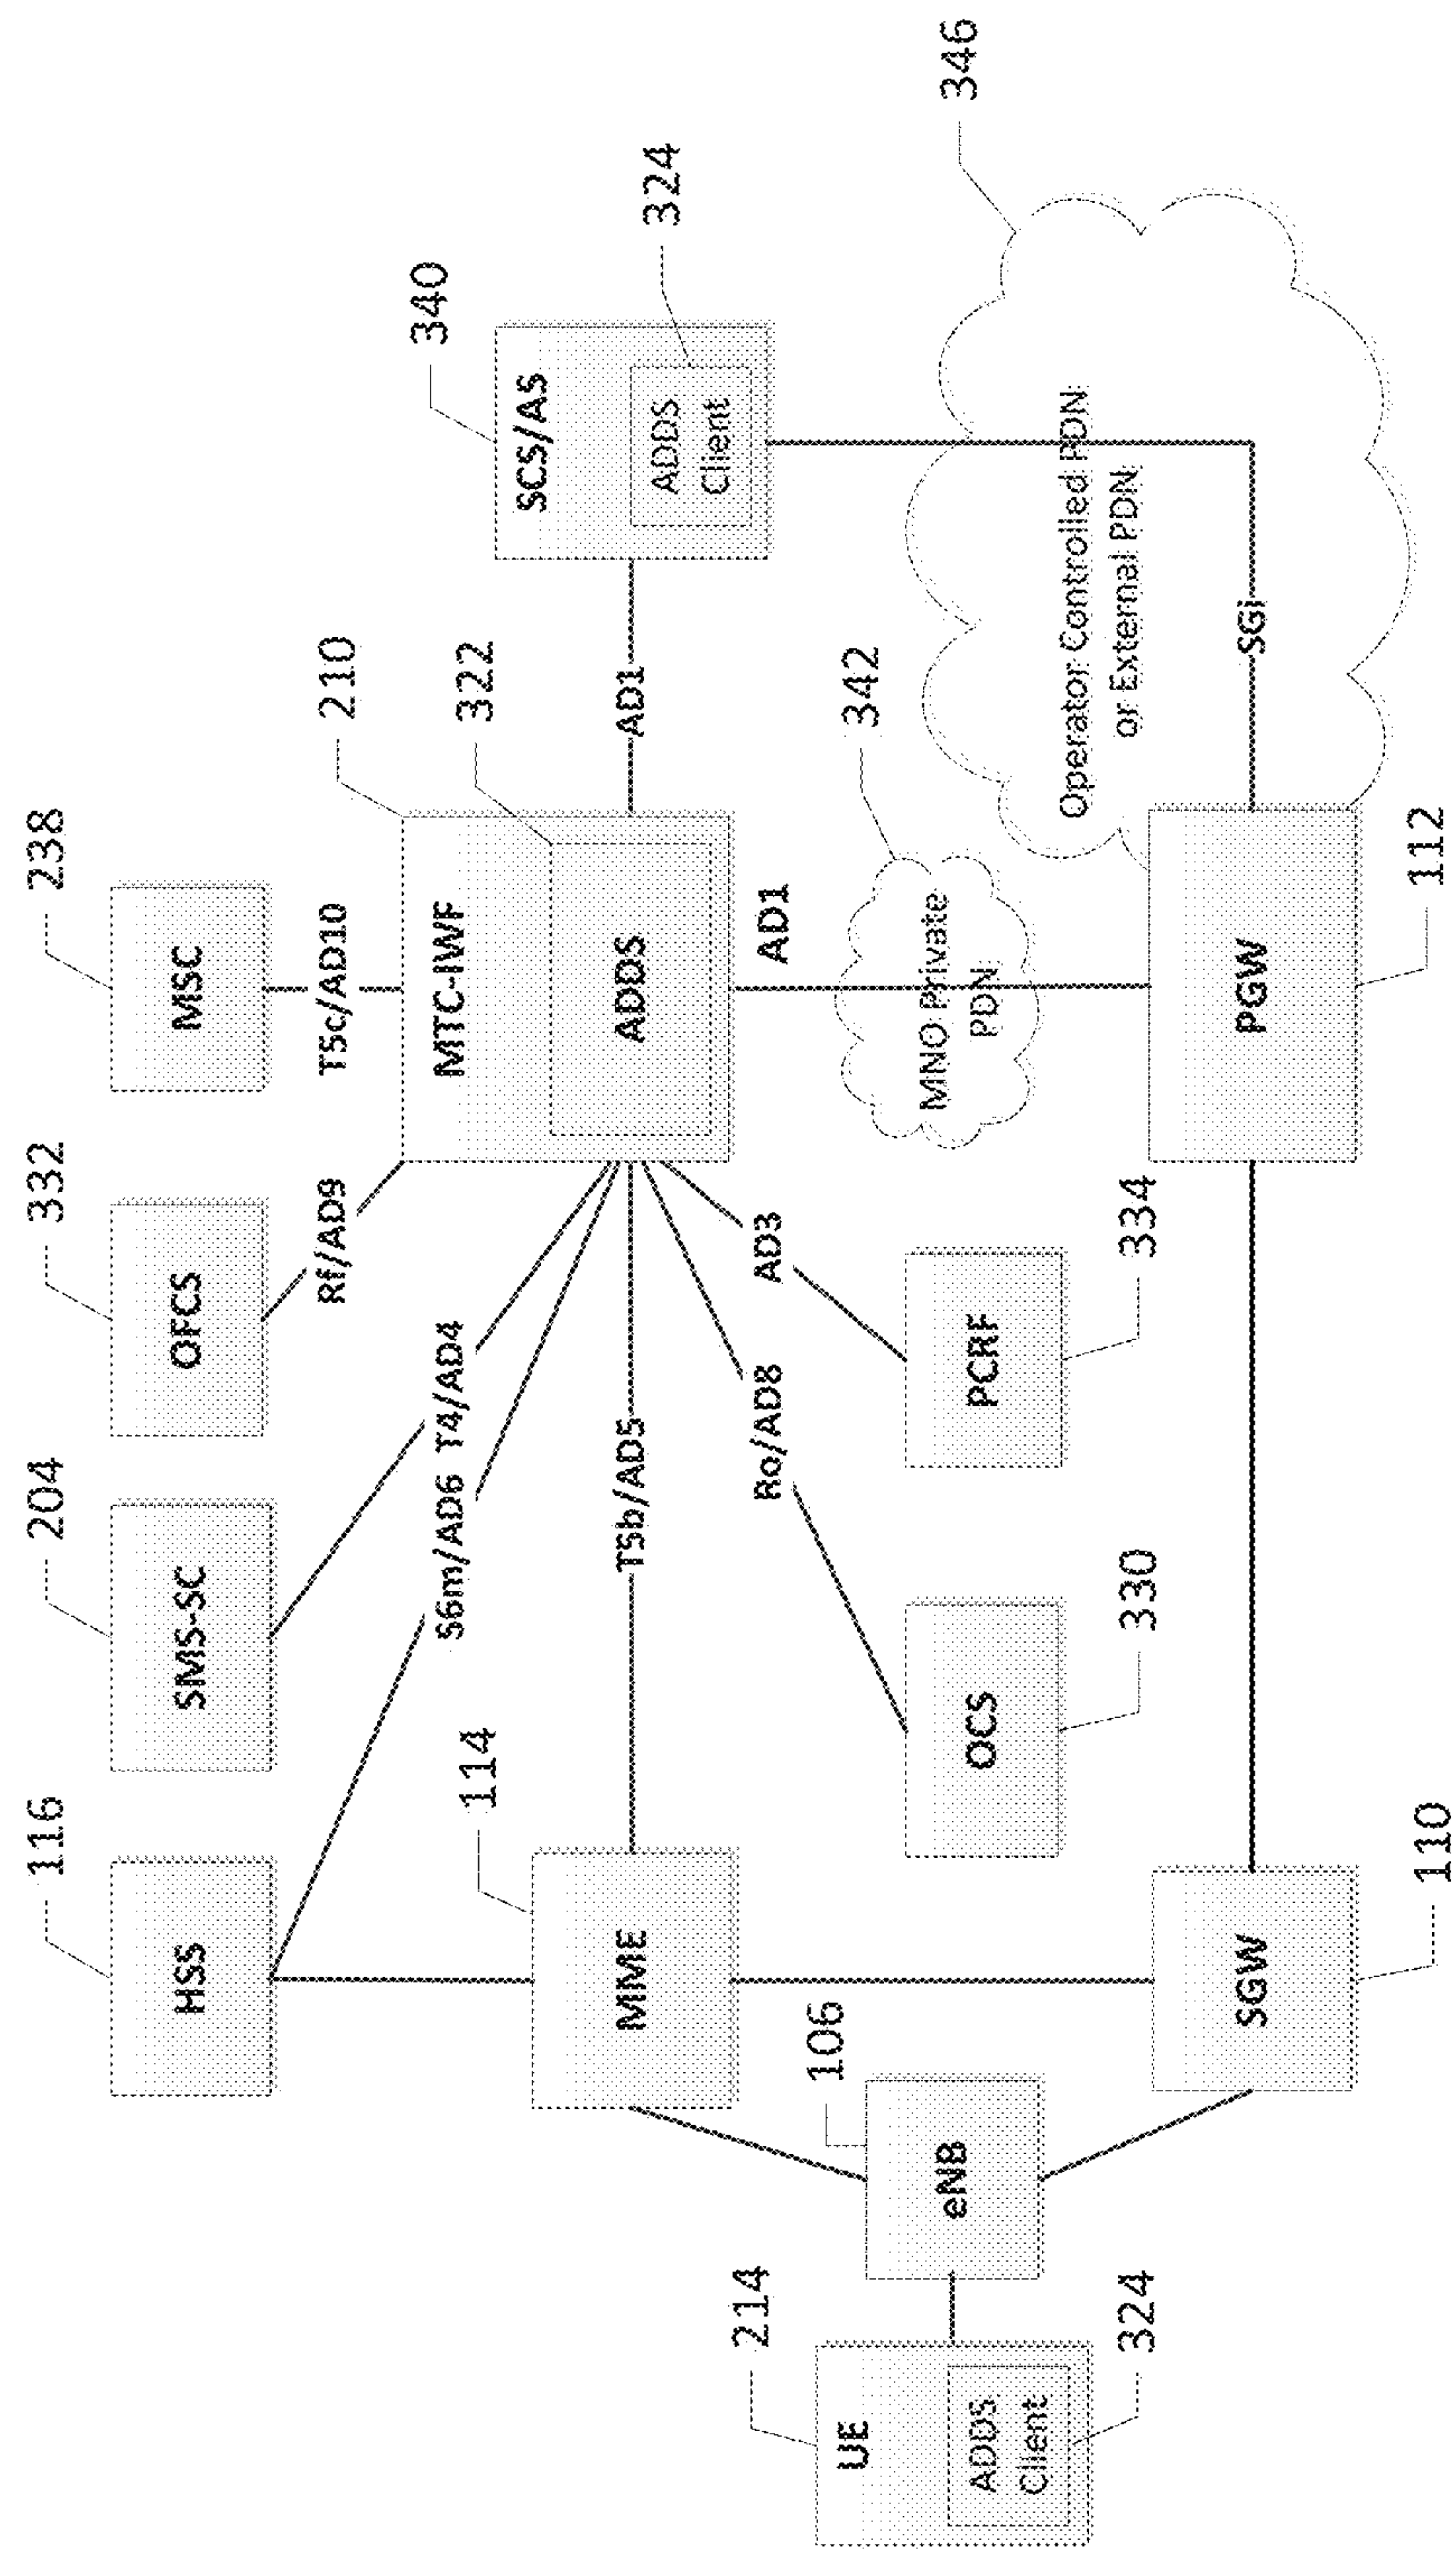 116
204
332
238
HSS
SMS-SC
OFCS
MSC
Rf/AD9
T5c/AD10
210
340
S6m/AD6
T4/AD4
MTC-IWF
322
SCS/AS
114
324
MME
T5b/AD5
ADDS
AD1
ADDS
Client
Ro/AD8
AD3
AD1
214
106
342
346
UE
eNB
OCS
PCRF
MNO Private
PDN
Operator Controlled PDN
or External PDN
ADDS
Client
324
330
334
SGW
PGW
SGi
110
112